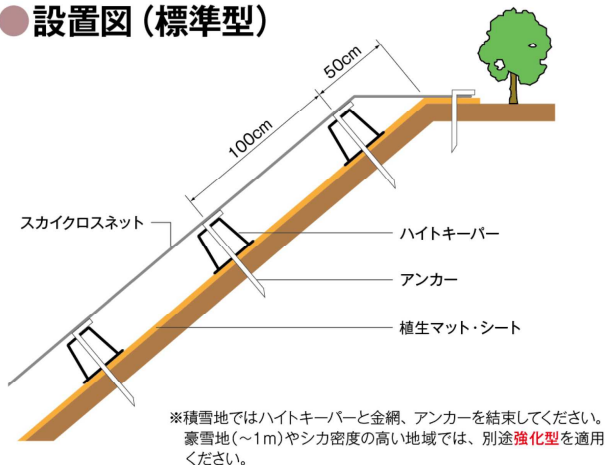 ●設置図（標準型）
50cm
100cm
スカイクロスネット
ハイトキーパー
アンカー
植生マット・シート
※積雪地ではハイトキーパーと金網、アンカーを結束してください。
豪雪地（～1m）やシカ密度の高い地域では、別途強化型を適用
ください。